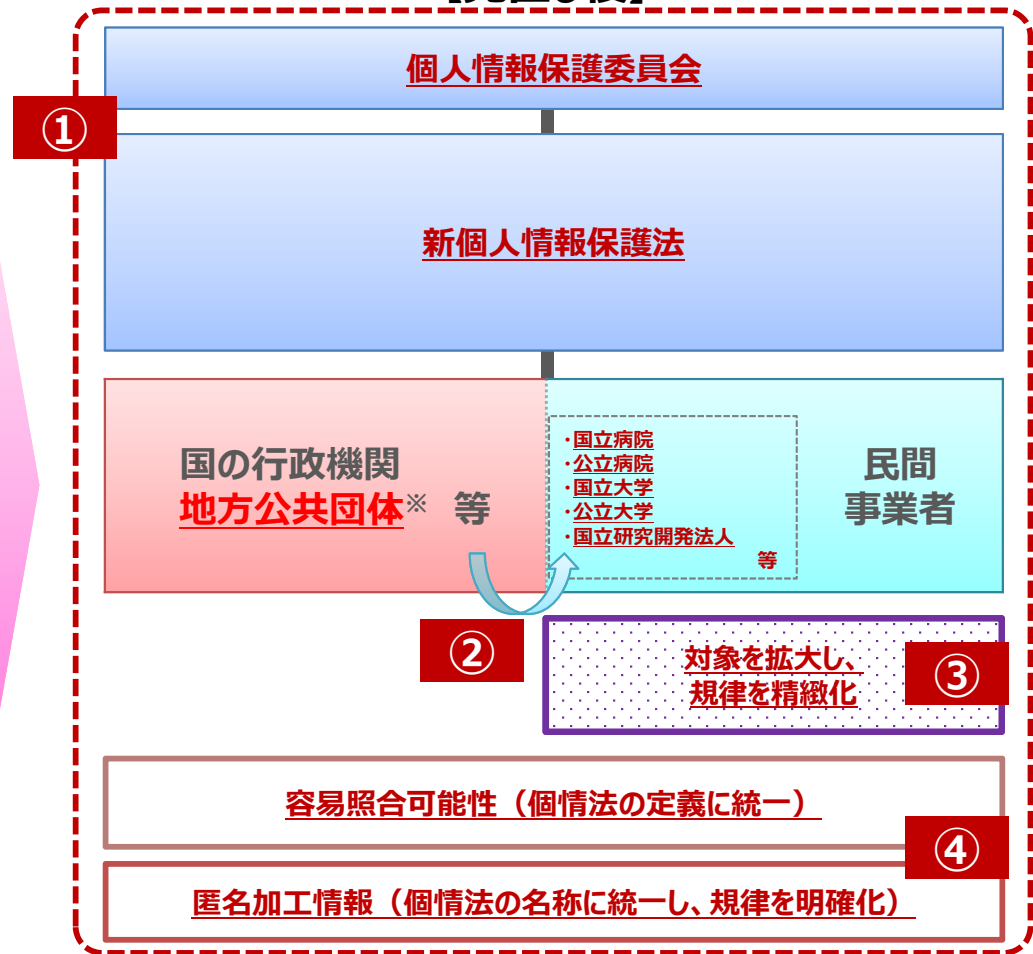 個人情報保護委員会
①
新個人情報保護法
国の行政機関
地方公共団体※ 等
・国立病院
・公立病院
・国立大学
・公立大学
・国立研究開発法人
等
民間
事業者
②
対象を拡大し、
規律を精緻化
③
容易照合可能性（個情法の定義に統一）
④
匿名加工情報（個情法の名称に統一し、規律を明確化）